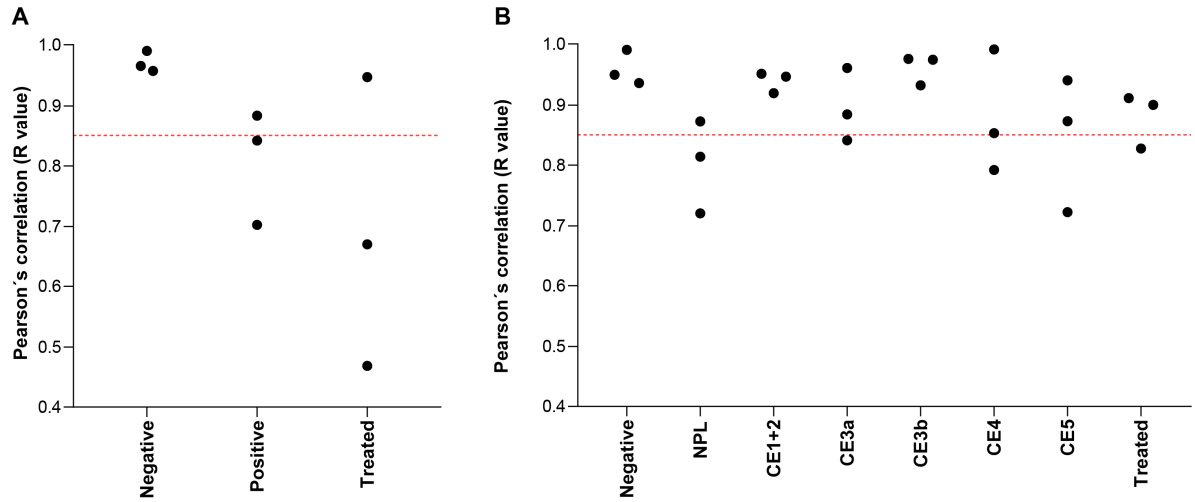 A
Pearson´s correlation (R value)
1.0
0.9
0.8
0.7
0.6
0.5
0.4
Negative
Positive
Treated
B
Pearson´s correlation (R value)
1.0
0.9
0.8
0.7
0.6
0.5
0.4
Negative
NPL
CE1+2
CE3a
CE3b
CE4
CE5
Treated